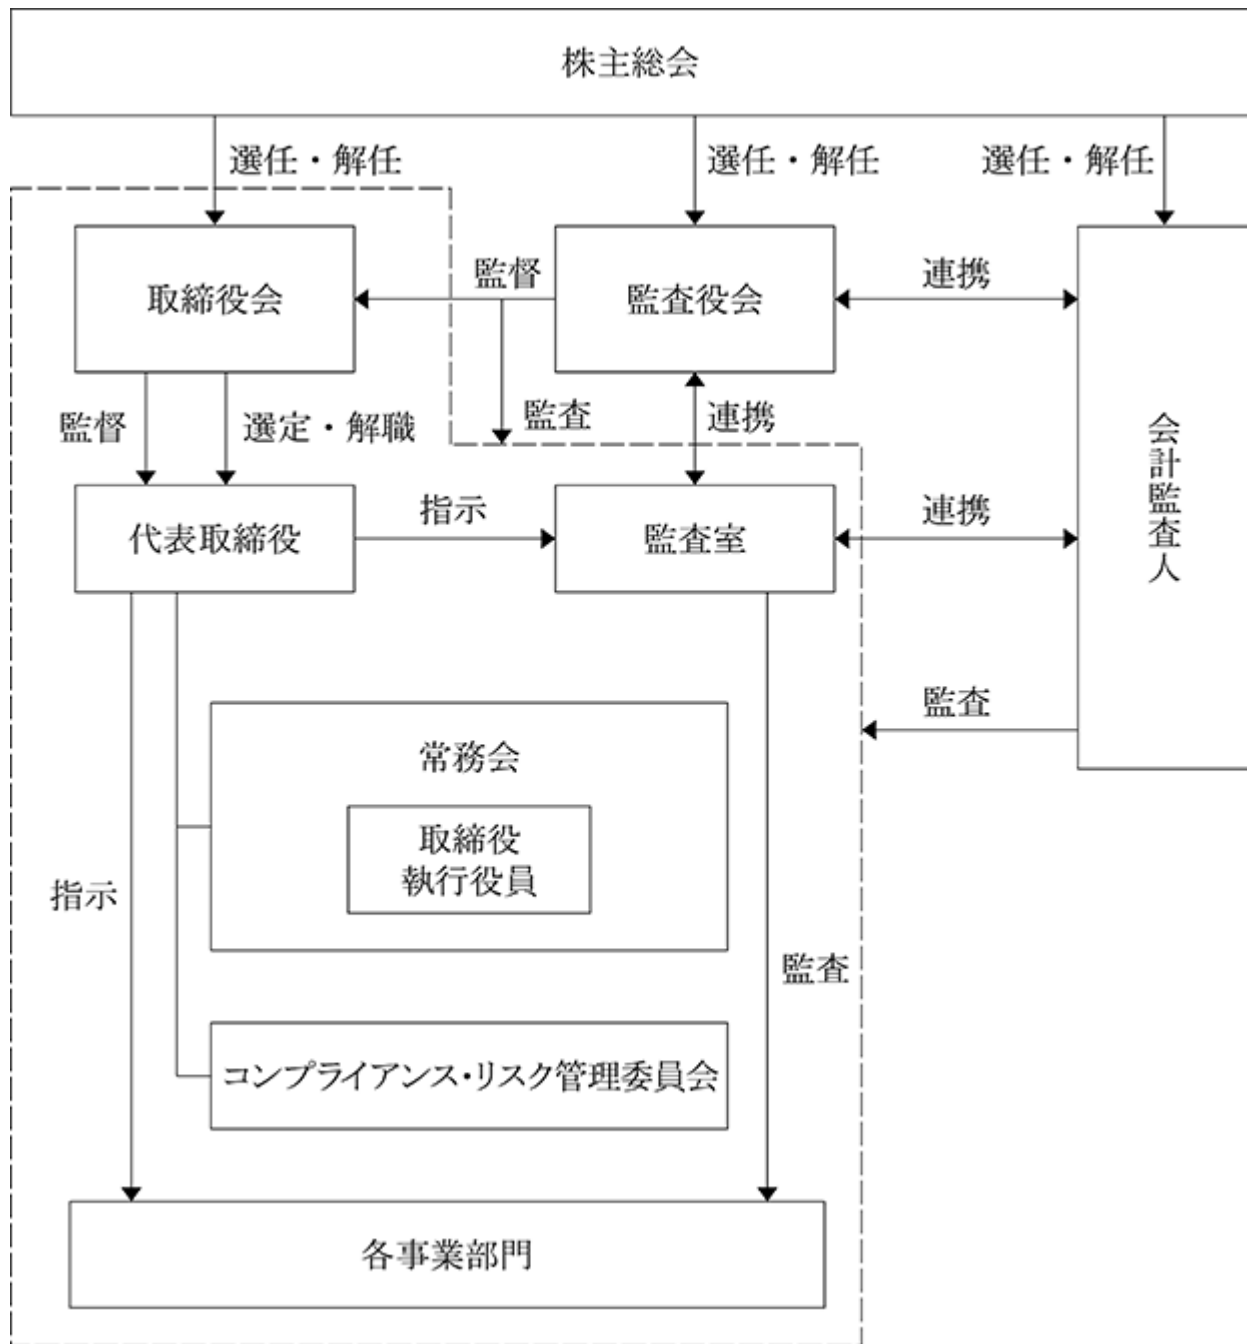 株主総会
選任・解任
選任・解任
選任・解任
取締役会
監督
監査役会
連携
会計監査人
監督
選定・解職
監査
連携
代表取締役
指示
監査室
連携
監査
常務会
取締役
執行役員
指示
監査
コンプライアンス・リスク管理委員会
各事業部門